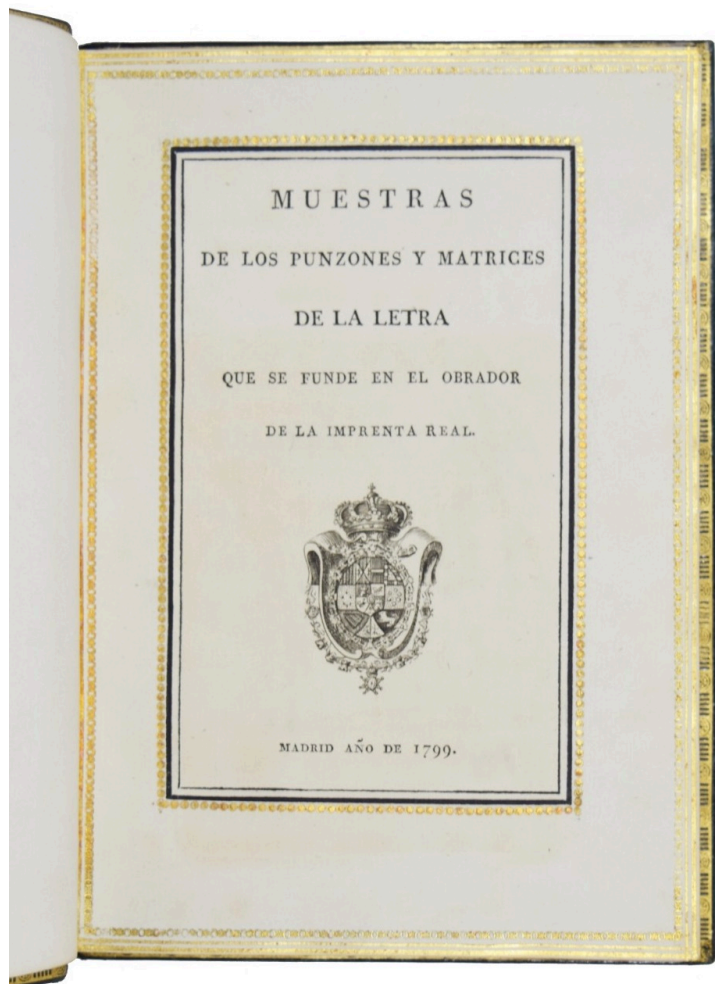 MUESTRAS
DE LOS PUNZONES Y MATRICES
DE LA LETRA
QUE SE FUNDE EN EL OBRADOR
DE LA IMPRENTA REAL.
MADRID AÑO DE 1799.